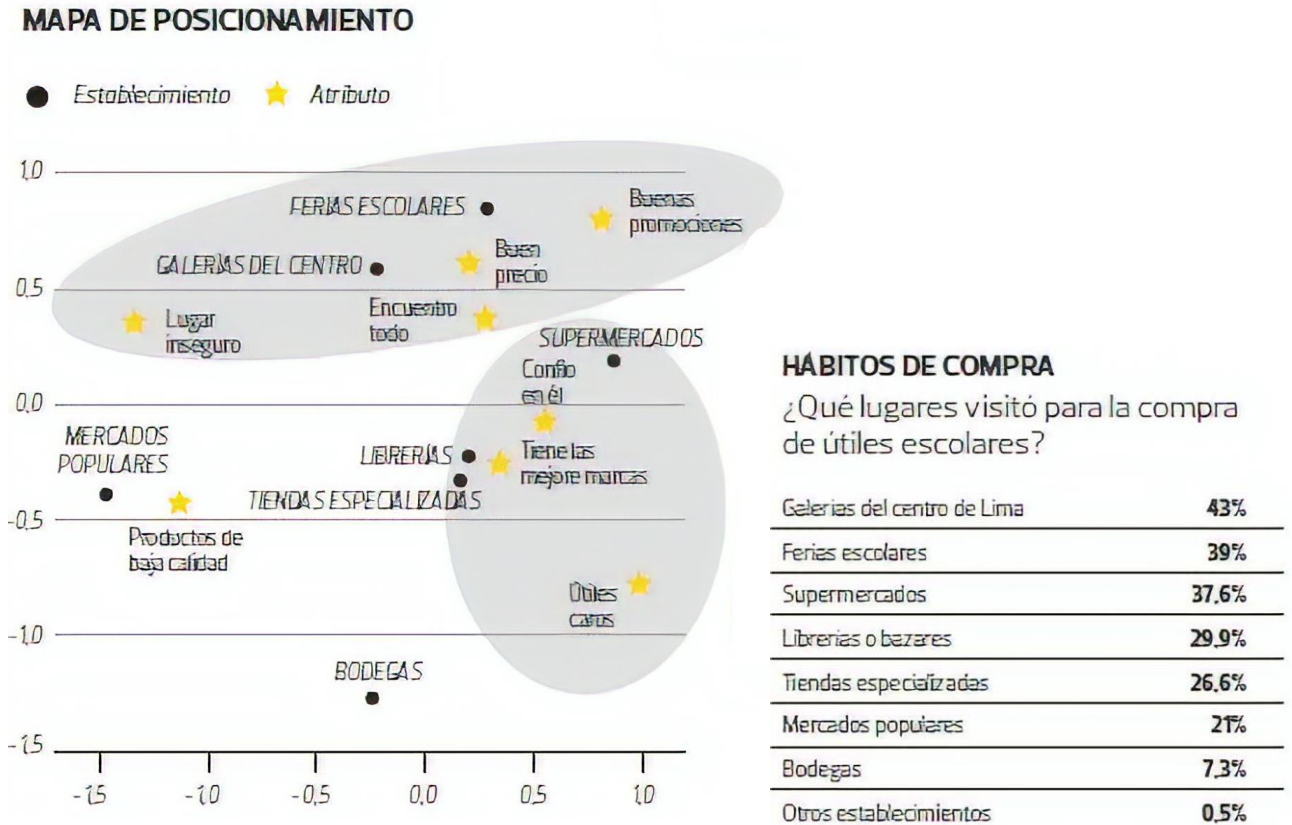 MAPA DE POSICIONAMIENTO
Establecimiento
Atributo
1,0
0,5
0,0
-0,5
-1,0
-1,5
FERIAS ESCOLARES
Buenas
promociones
GALERÍAS DEL CENTRO
Buen
precio
Lugar
inseguro
Encuentro
todo
SUPERMERCADOS
Confío
en él
MERCADOS
POPULARES
LIBRERÍAS
Tiene las
mejore marcas
TIENDAS ESPECIALIZADAS
Productos de
baja calidad
Útiles
caros
BODEGAS
-1,5
-1,0
-0,5
0,0
0,5
1,0
HÁBITOS DE COMPRA
¿Qué lugares visitó para la compra
de útiles escolares?
Galerías del centro de Lima 43%
Ferias escolares 39%
Supermercados 37,6%
Librerías o bazares 29,9%
Tiendas especializadas 26,6%
Mercados populares 21%
Bodegas 7,3%
Otros establecimientos 0,5%